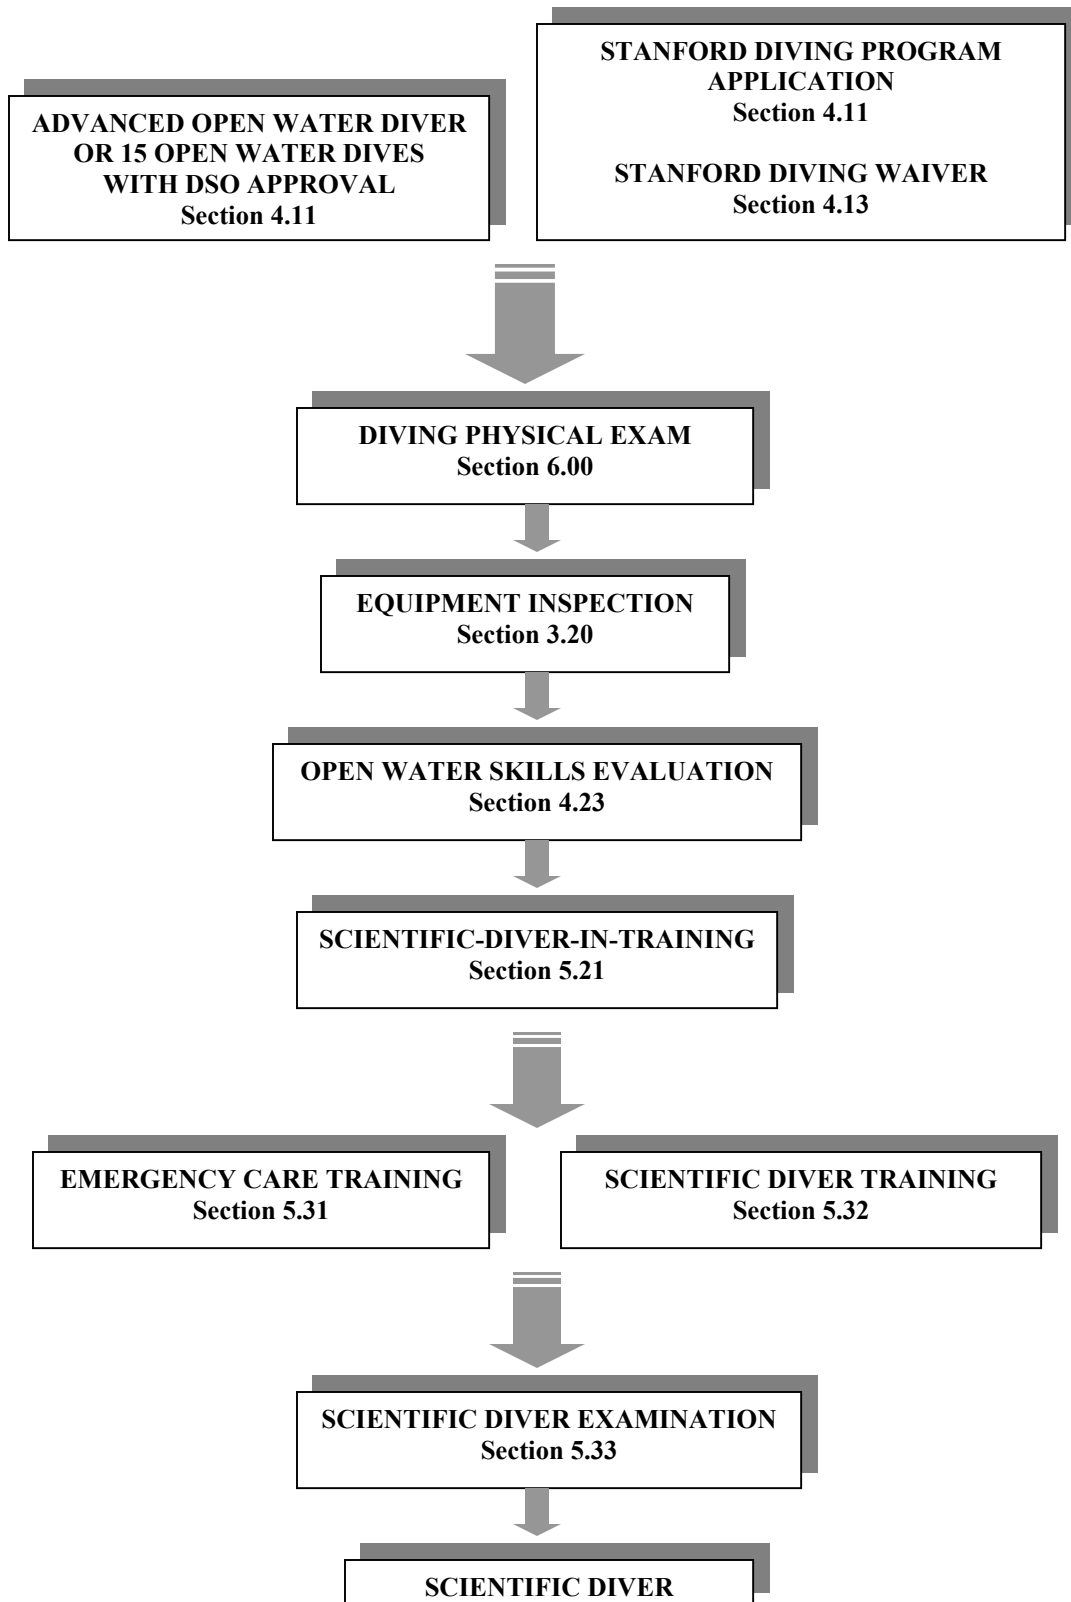 ADVANCED OPEN WATER DIVER
OR 15 OPEN WATER DIVES
WITH DSO APPROVAL
Section 4.11
STANFORD DIVING PROGRAM
APPLICATION
Section 4.11
STANFORD DIVING WAIVER
Section 4.13
DIVING PHYSICAL EXAM
Section 6.00
EQUIPMENT INSPECTION
Section 3.20
OPEN WATER SKILLS EVALUATION
Section 4.23
SCIENTIFIC-DIVER-IN-TRAINING
Section 5.21
EMERGENCY CARE TRAINING
Section 5.31
SCIENTIFIC DIVER TRAINING
Section 5.32
SCIENTIFIC DIVER EXAMINATION
Section 5.33
SCIENTIFIC DIVER